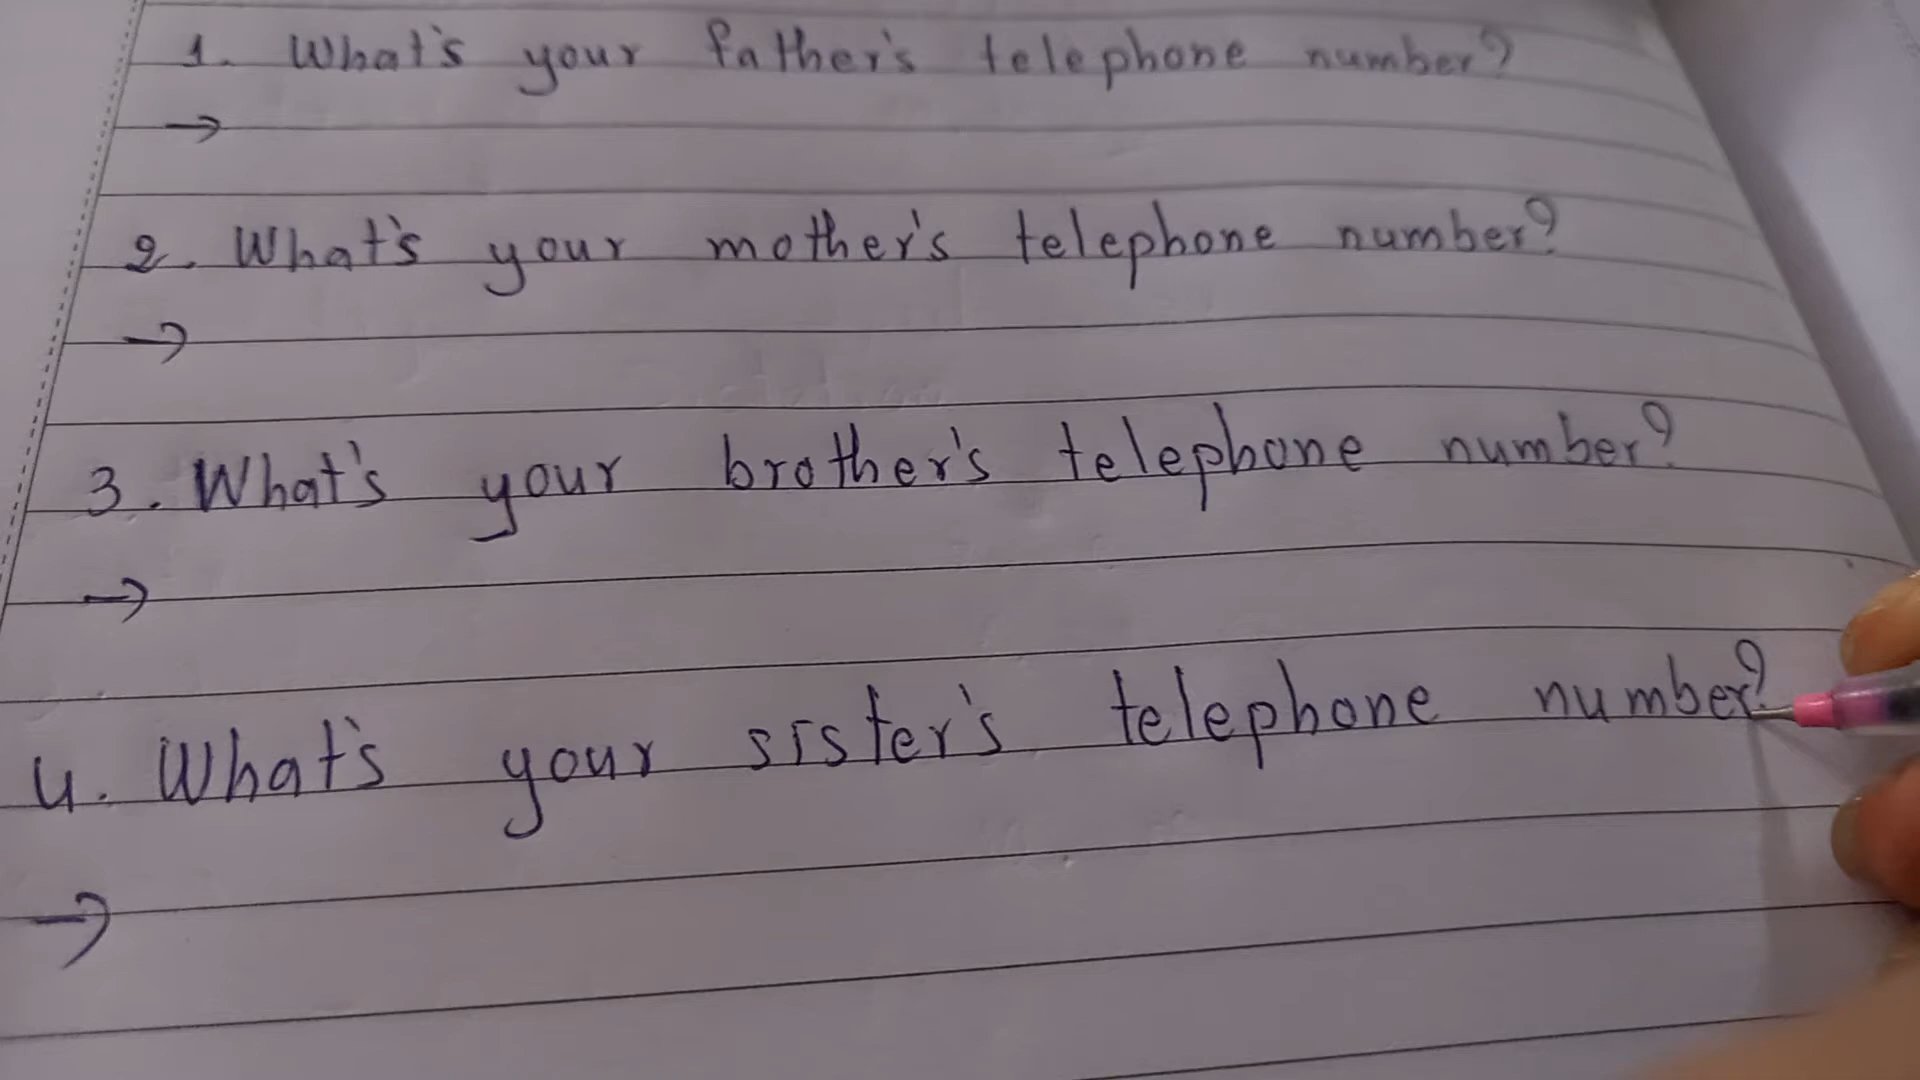 1. What's your father's telephone number?
→
2. What's your mother's telephone number?
→
3. What's your brother's telephone number?
→
4. What's your sister's telephone number?
→